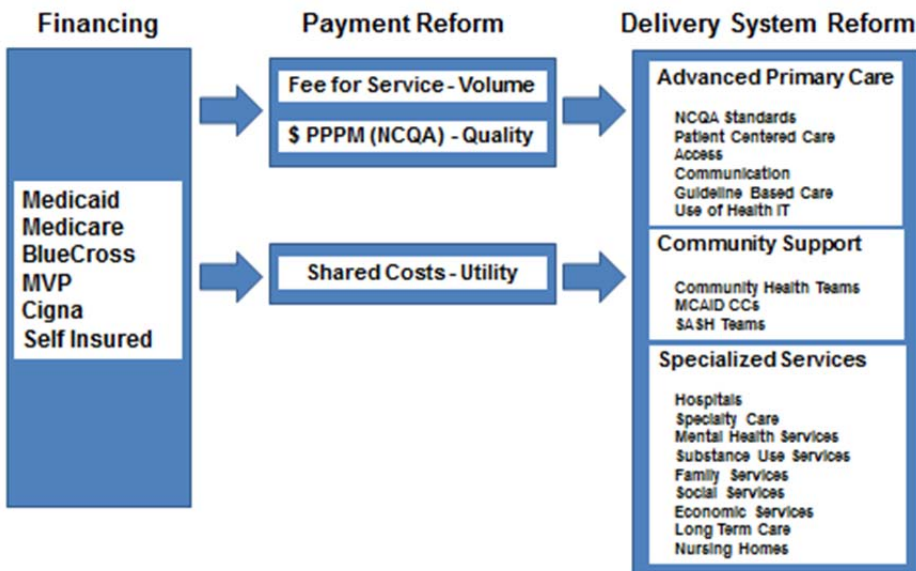 Financing
Medicaid
Medicare
BlueCross
MVP
Cigna
Self Insured
Payment Reform
Fee for Service - Volume
$ PPPM (NCQA) - Quality
Shared Costs - Utility
Delivery System Reform
Advanced Primary Care
NCQA Standards
Patient Centered Care
Access
Communication
Guideline Based Care
Use of Health IT
Community Support
Community Health Teams
MCAID CCs
SASH Teams
Specialized Services
Hospitals
Specialty Care
Mental Health Services
Substance Use Services
Family Services
Social Services
Economic Services
Long Term Care
Nursing Homes